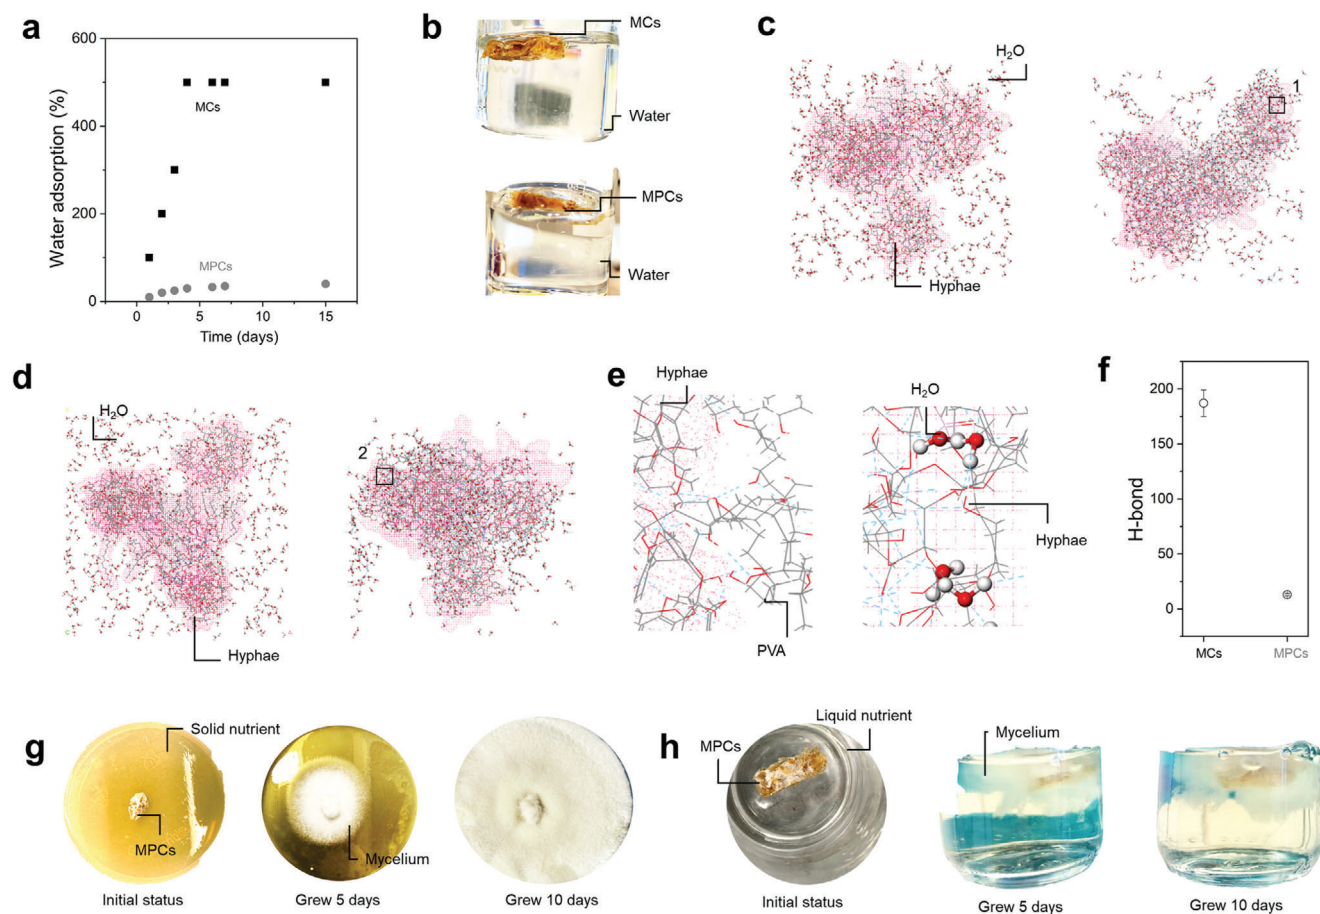 a
600
400
200
0
Water adsorption (%)
MCs
MPCs
0
5
10
15
Time (days)
b
MCs
Water
MPCs
Water
c
H₂O
1
Hyphae
d
H₂O
2
Hyphae
e
Hyphae
H₂O
Hyphae
PVA
f
200
150
100
50
0
H-bond
MCs
MPCs
g
Solid nutrient
MPCs
Mycelium
Initial status
Grew 5 days
Grew 10 days
h
Liquid nutrient
MPCs
Mycelium
Initial status
Grew 5 days
Grew 10 days